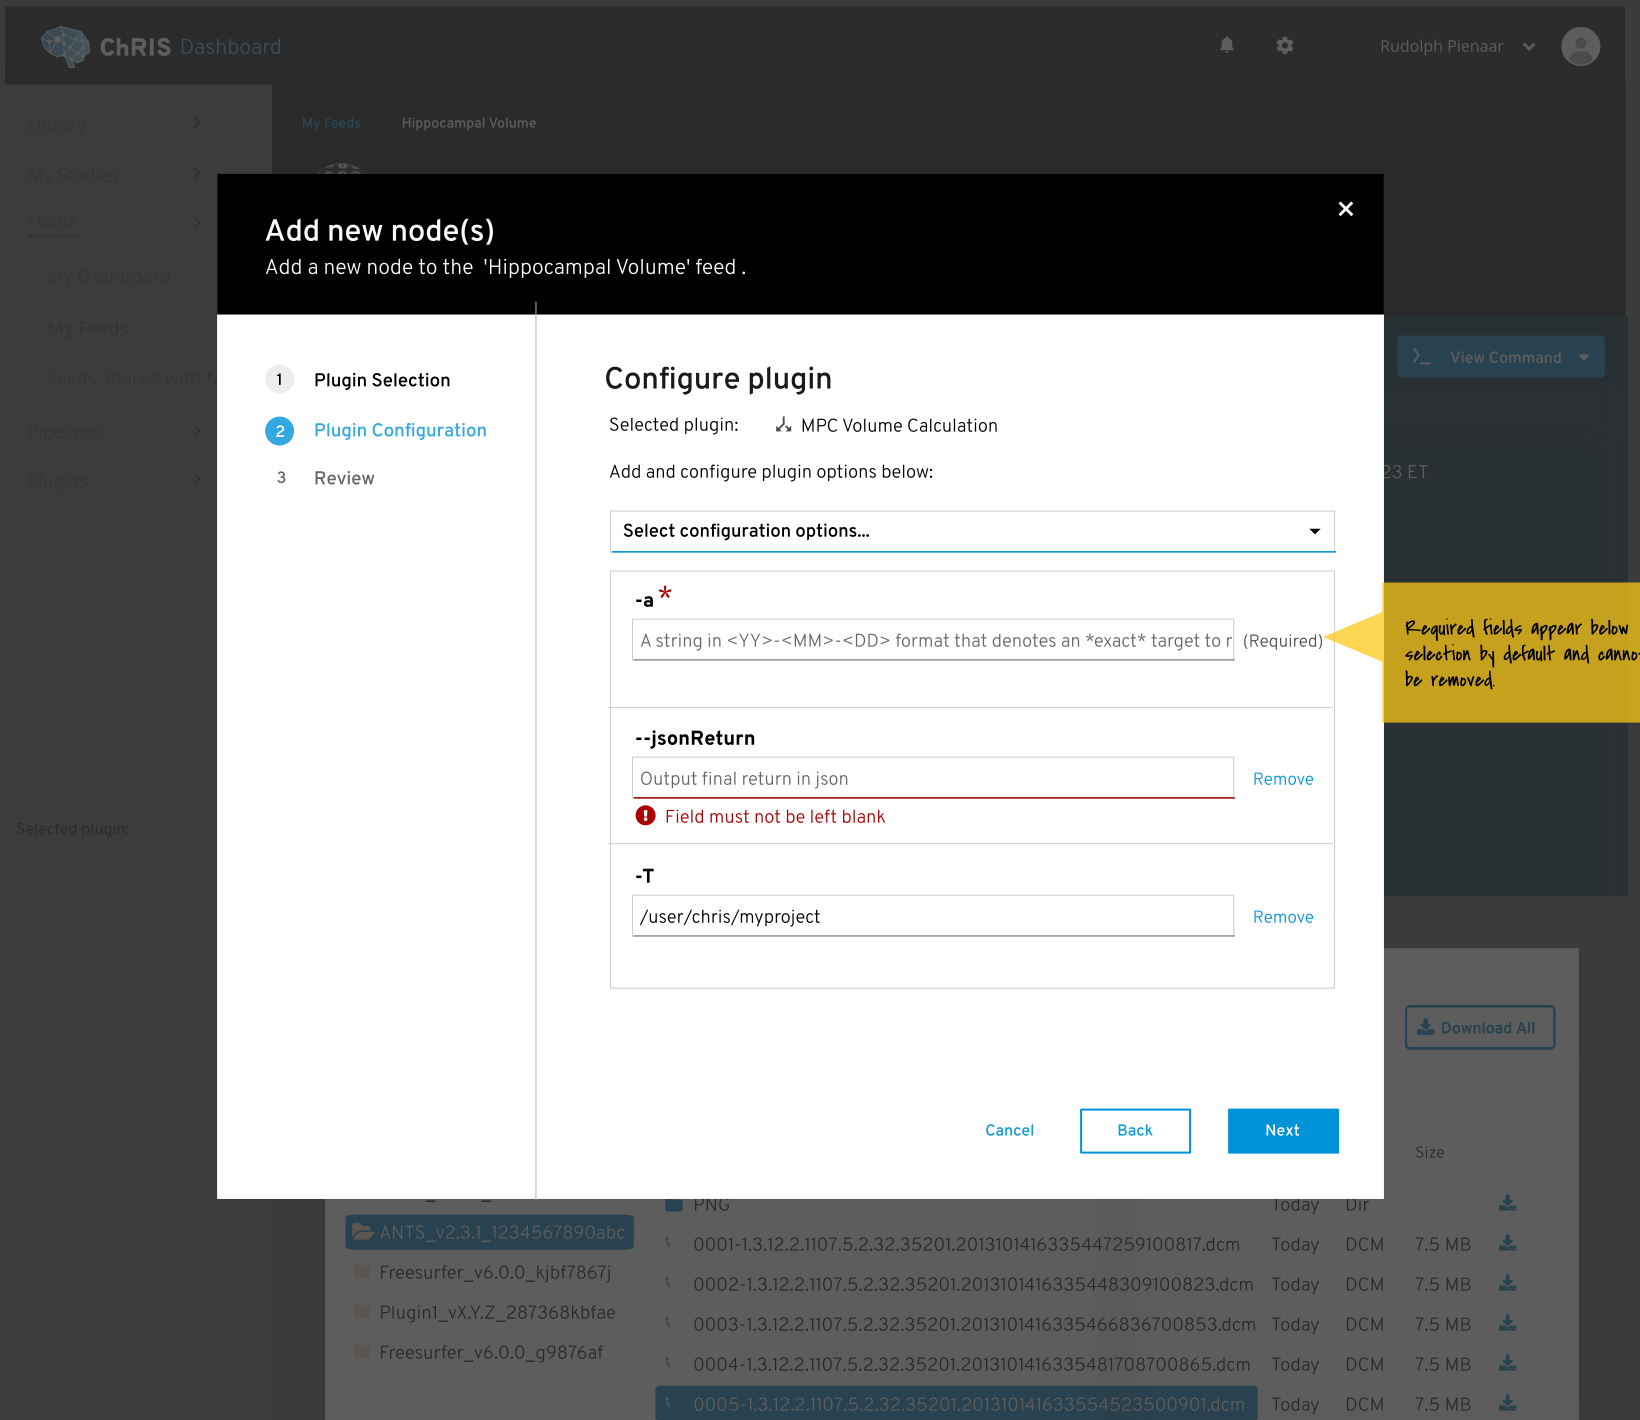 ChRIS Dashboard
Rudolph Pienaar
Library
My Studies
Feeds
My Dashboard
My Feeds
Feeds Shared with
Pipelines
Plugins
Selected plugin:
My Feeds Hippocampal Volume
Add new node(s)
Add a new node to the 'Hippocampal Volume' feed .
1 Plugin Selection
2 Plugin Configuration
3 Review
Configure plugin
Selected plugin: MPC Volume Calculation
Add and configure plugin options below:
Select configuration options...
-a *
A string in <YY>-<MM>-<DD> format that denotes an *exact* target to r
(Required)
--jsonReturn
Output final return in json
Remove
Field must not be left blank
-T
/user/chris/myproject
Remove
Cancel
Back
Next
View Command
23 ET
Required fields appear below
selection by default and canno
be removed.
Download All
Size
ANTS_v2.3.1_1234567890abc
Freesurfer_v6.0.0_kjbf7867j
Plugin1_vX.Y.Z_287368kbfae
Freesurfer_v6.0.0_g9876af
PNG Today Dir
0001-1.3.12.2.1107.5.2.32.35201.2013101416335447259100817.dcm Today DCM 7.5 MB
0002-1.3.12.2.1107.5.2.32.35201.2013101416335448309100823.dcm Today DCM 7.5 MB
0003-1.3.12.2.1107.5.2.32.35201.2013101416335466836700853.dcm Today DCM 7.5 MB
0004-1.3.12.2.1107.5.2.32.35201.2013101416335481708700865.dcm Today DCM 7.5 MB
0005-1.3.12.2.1107.5.2.32.35201.2013101416335545235​00901.dcm Today DCM 7.5 MB